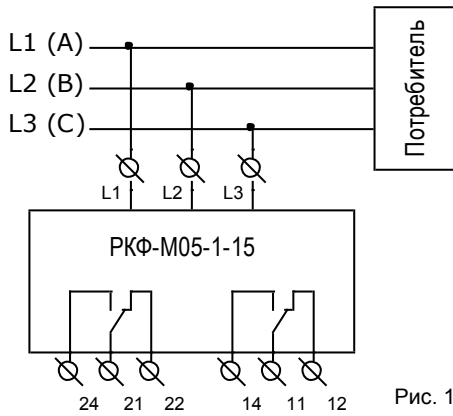 L1 (A)
L2 (B)
L3 (C)
Потребитель
L1 L2 L3
РКФ-М05-1-15
24 21 22 14 11 12
Рис. 1